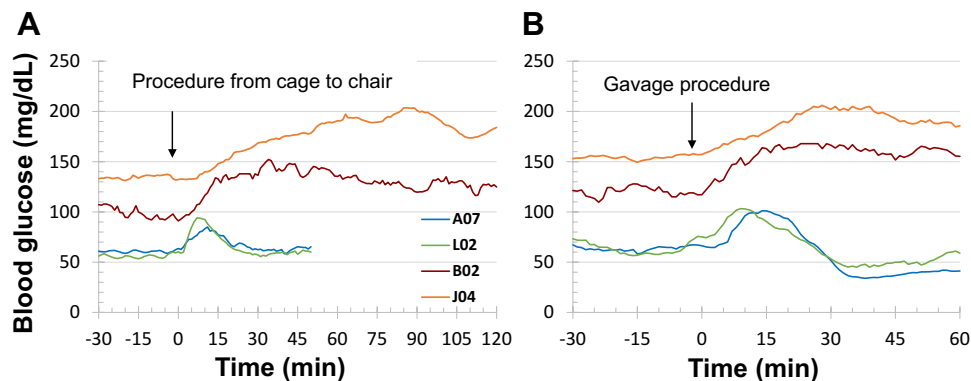 A
B
Blood glucose (mg/dL)
250
200
150
100
50
0
Procedure from cage to chair
A07
L02
B02
J04
-30 -15 0 15 30 45 60 75 90 105 120
Time (min)
250
200
150
100
50
0
Gavage procedure
-30 -15 0 15 30 45 60
Time (min)